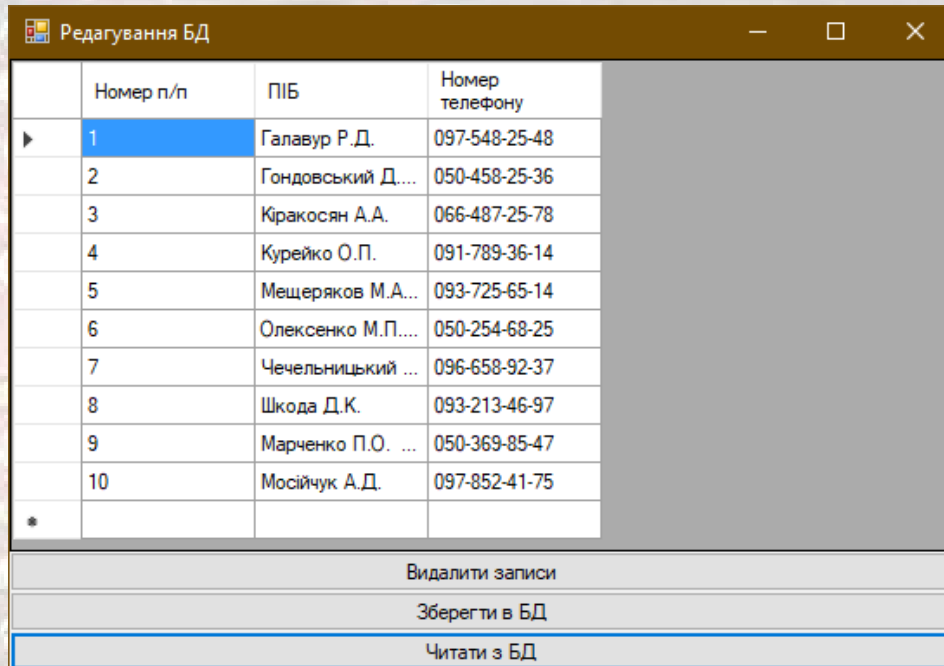 Редагування БД
Номер п/п ПІБ Номер телефону
1 Галавур Р.Д. 097-548-25-48
2 Гондовський Д.... 050-458-25-36
3 Кіракосян А.А. 066-487-25-78
4 Курейко О.П. 091-789-36-14
5 Мещеряков М.А... 093-725-65-14
6 Олексенко М.П.... 050-254-68-25
7 Чечельницький ... 096-658-92-37
8 Шкода Д.К. 093-213-46-97
9 Марченко П.О. ... 050-369-85-47
10 Мосійчук А.Д. 097-852-41-75
Видалити записи
Зберегти в БД
Читати з БД